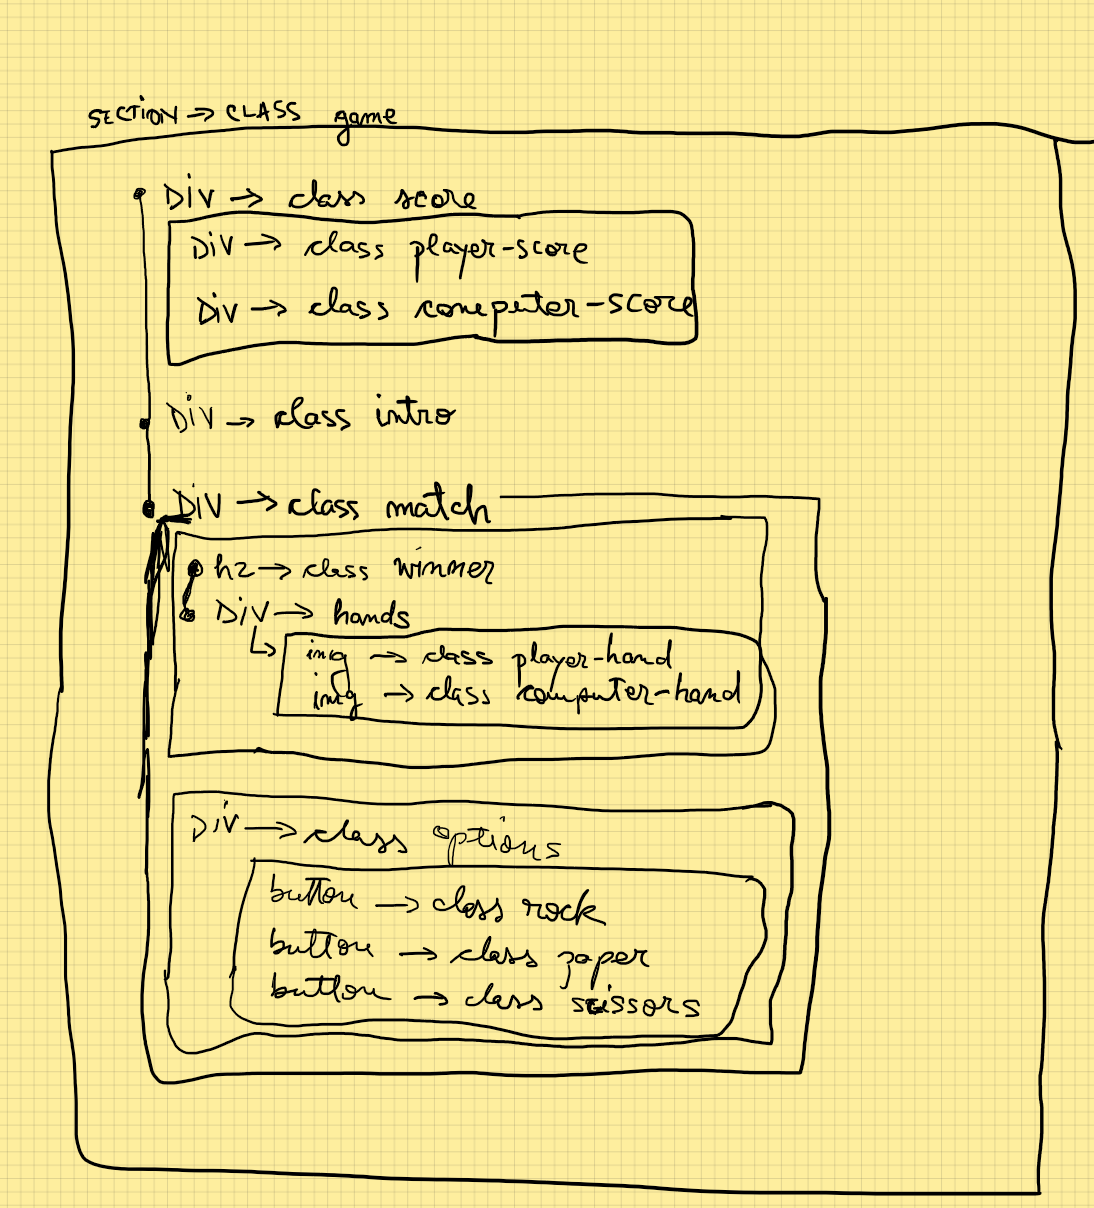 SECTION → CLASS game
Div → class score
Div → class player-score
Div → class computer-score
Div → class intro
Div → class match
h2 → class winner
Div → hands
img → class player-hand
img → class computer-hand
Div → class options
button → class rock
button → class paper
button → class scissors